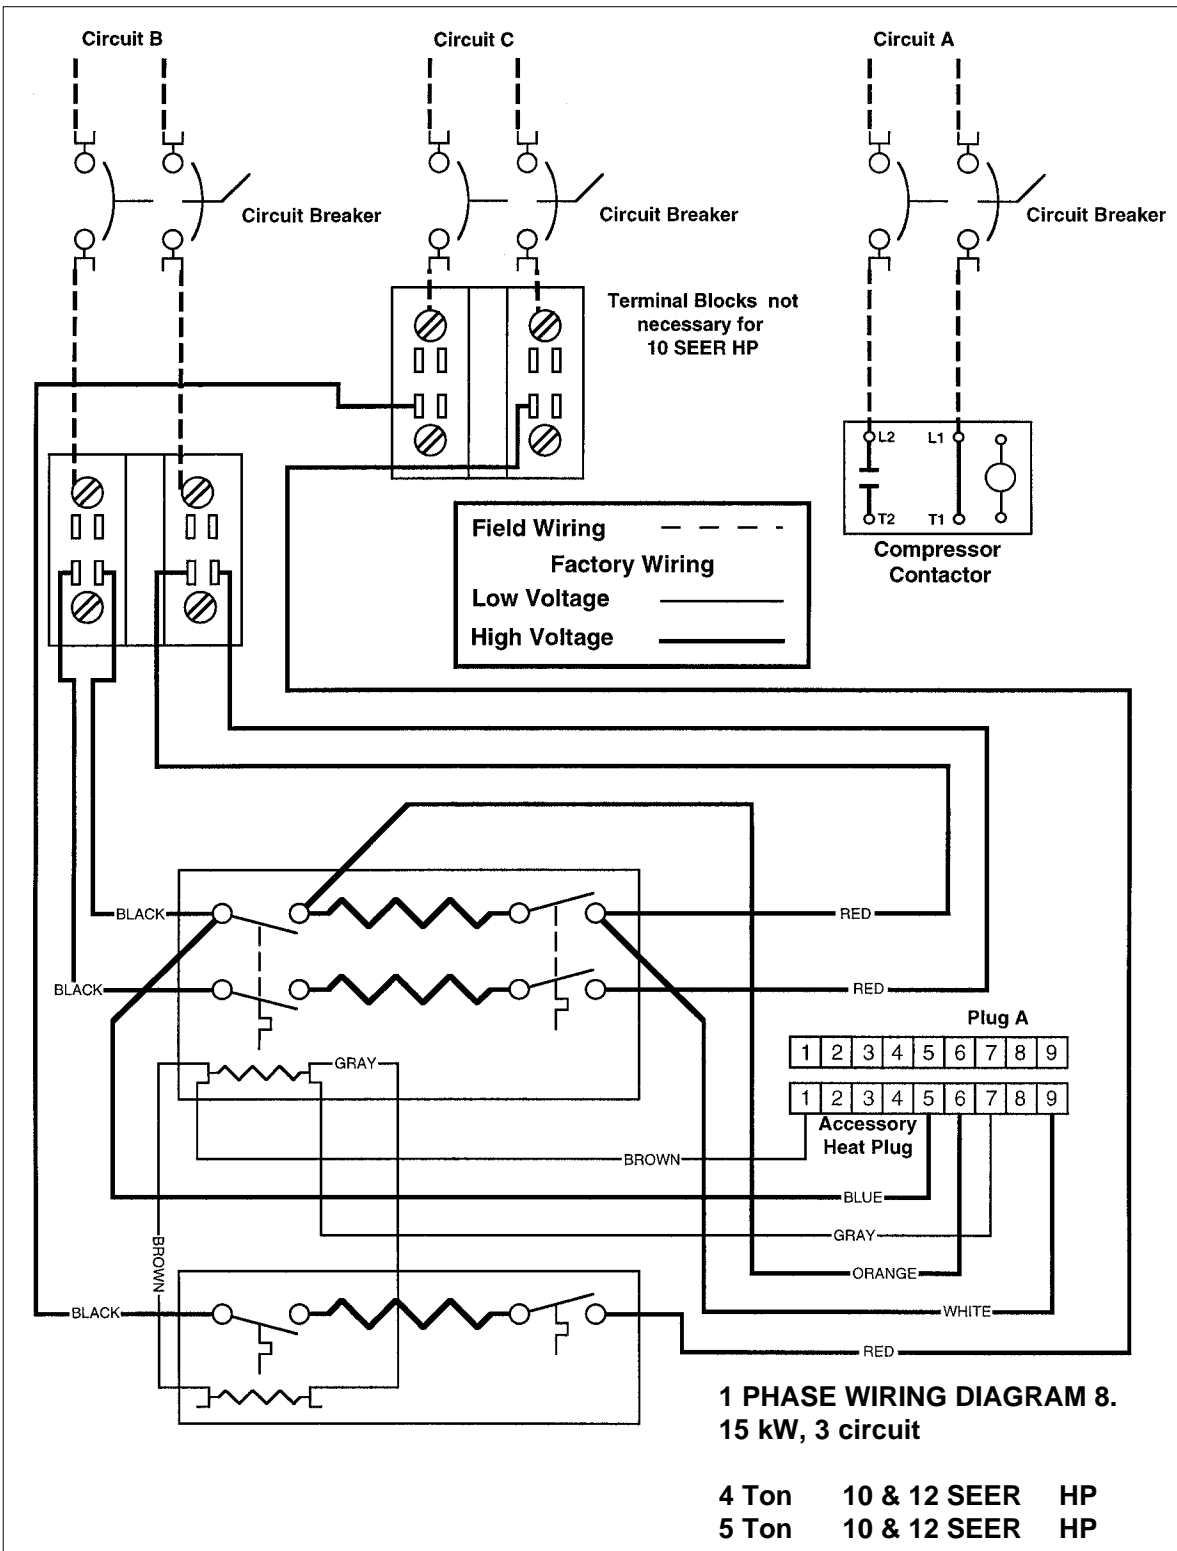 Circuit B
Circuit C
Circuit A
Circuit Breaker
Circuit Breaker
Circuit Breaker
Terminal Blocks not
necessary for
10 SEER HP
L2
L1
T2
T1
Compressor
Contactor
Field Wiring
Factory Wiring
Low Voltage
High Voltage
BLACK
RED
BLACK
RED
Plug A
1 2 3 4 5 6 7 8 9
1 2 3 4 5 6 7 8 9
Accessory
Heat Plug
GRAY
BROWN
BLUE
GRAY
BROWN
ORANGE
BLACK
WHITE
RED
1 PHASE WIRING DIAGRAM 8.
15 kW, 3 circuit
4 Ton 10 & 12 SEER HP
5 Ton 10 & 12 SEER HP